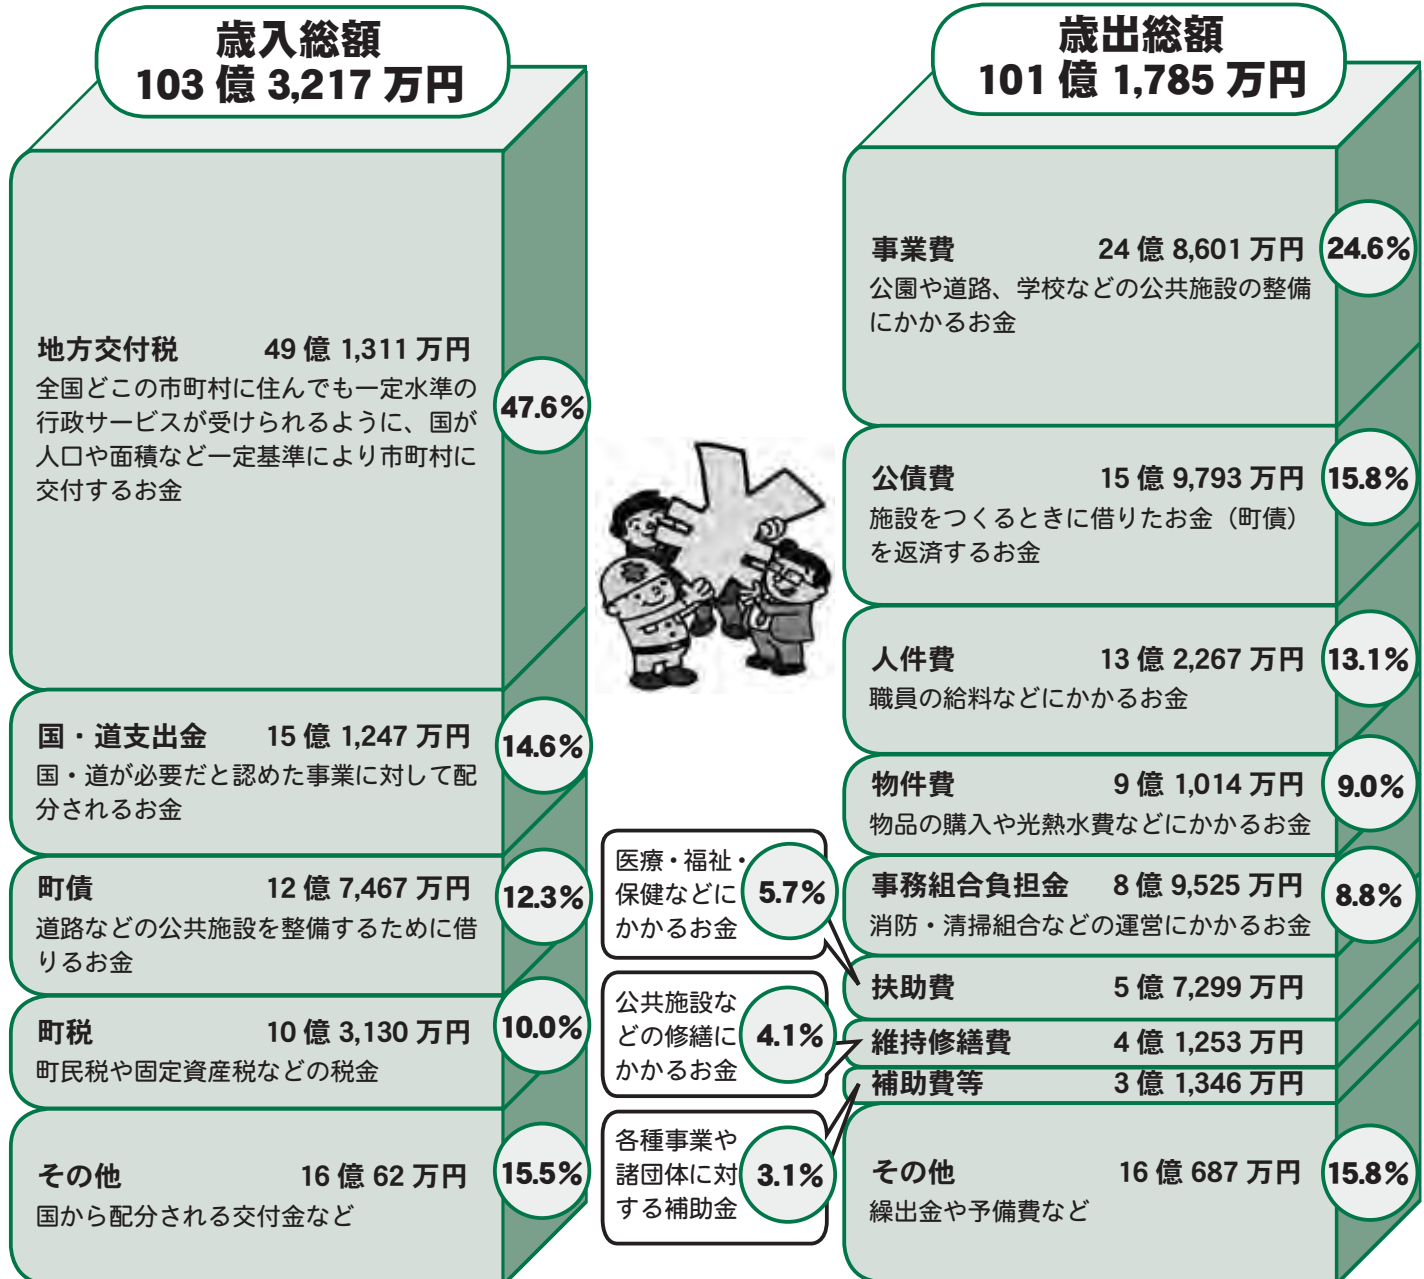 歳入総額
103 億 3,217 万円
地方交付税 49 億 1,311 万円
全国どこの市町村に住んでも一定水準の
行政サービスが受けられるように、国が
人口や面積など一定基準により市町村に
交付するお金
47.6%
国・道支出金 15 億 1,247 万円
国・道が必要だと認めた事業に対して配
分されるお金
14.6%
町債 12 億 7,467 万円
道路などの公共施設を整備するために借
りるお金
12.3%
町税 10 億 3,130 万円
町民税や固定資産税などの税金
10.0%
その他 16 億 62 万円
国から配分される交付金など
15.5%
歳出総額
101 億 1,785 万円
事業費 24 億 8,601 万円
公園や道路、学校などの公共施設の整備
にかかるお金
24.6%
公債費 15 億 9,793 万円
施設をつくるときに借りたお金（町債）
を返済するお金
15.8%
人件費 13 億 2,267 万円
職員の給料などにかかるお金
13.1%
物件費 9 億 1,014 万円
物品の購入や光熱水費などにかかるお金
9.0%
事務組合負担金 8 億 9,525 万円
消防・清掃組合などの運営にかかるお金
8.8%
扶助費 5 億 7,299 万円
医療・福祉・
保健などに
かかるお金
5.7%
維持修繕費 4 億 1,253 万円
公共施設な
どの修繕に
かかるお金
4.1%
補助費等 3 億 1,346 万円
各種事業や
諸団体に対
する補助金
3.1%
その他 16 億 687 万円
繰出金や予備費など
15.8%